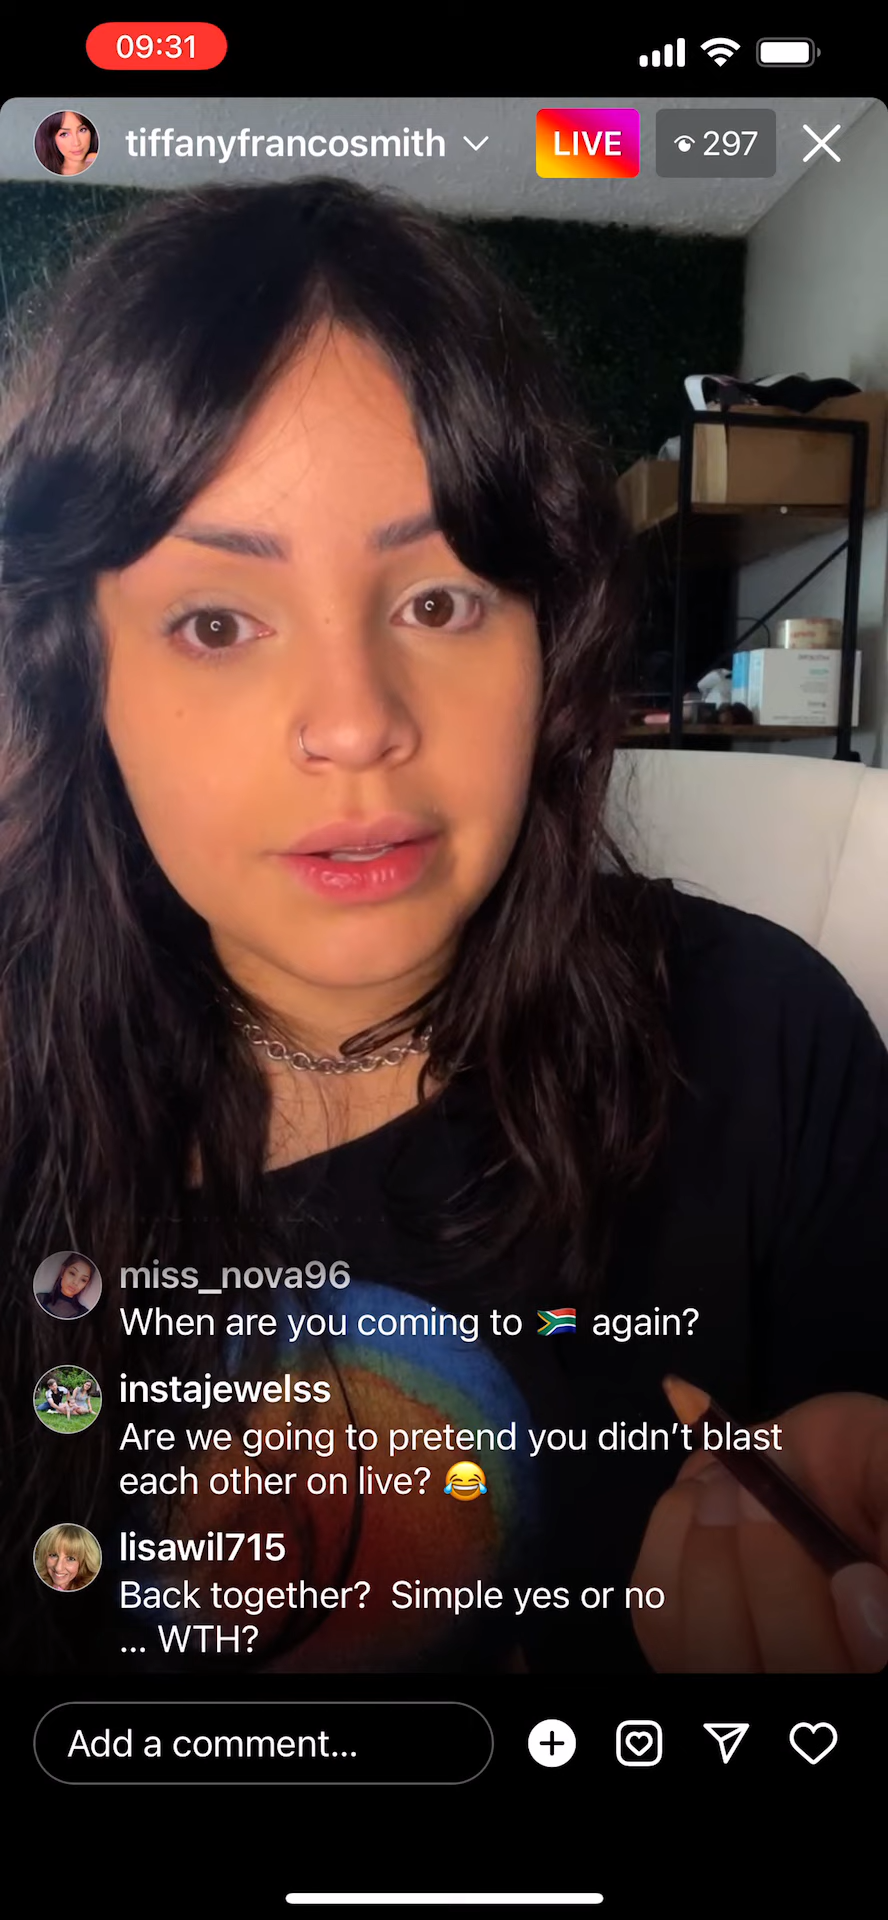 09:31
tiffanyfrancosmith
LIVE
297
miss_nova96
When are you coming to 🇿🇦 again?
instajewelss
Are we going to pretend you didn't blast
each other on live? 😂
lisawil715
Back together?  Simple yes or no
... WTH?
Add a comment...